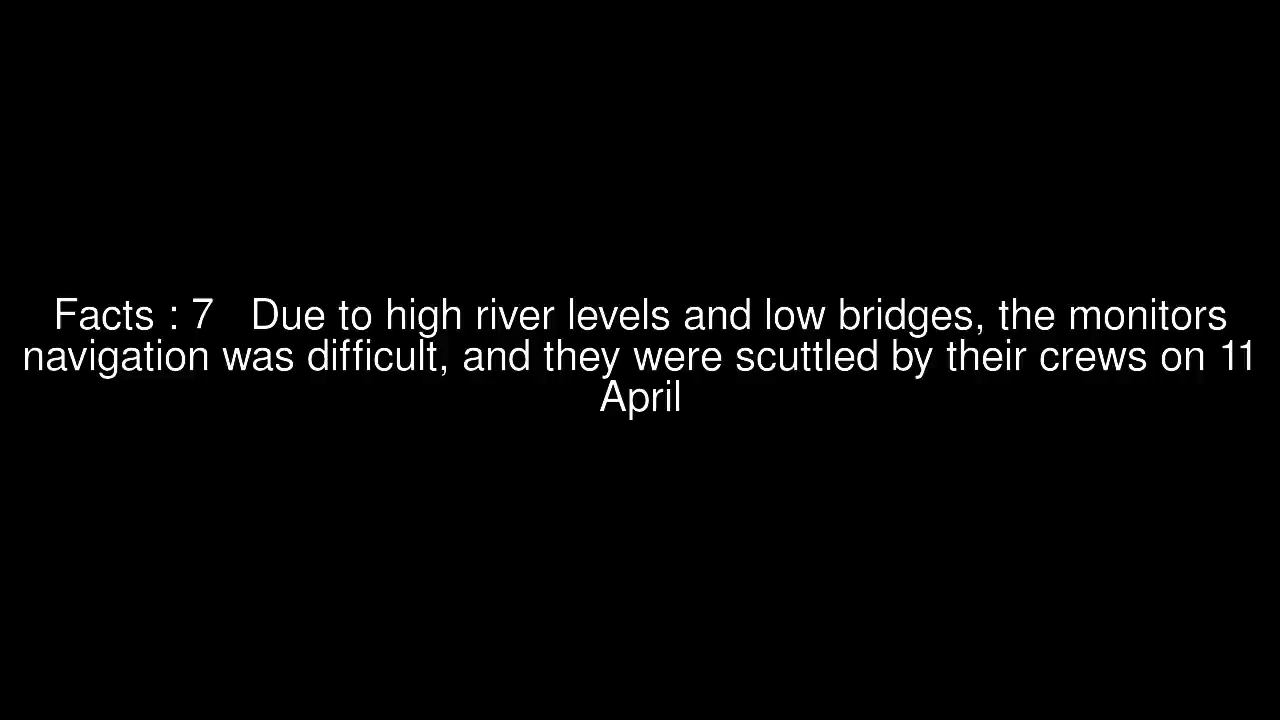 Facts : 7   Due to high river levels and low bridges, the monitors
navigation was difficult, and they were scuttled by their crews on 11
April